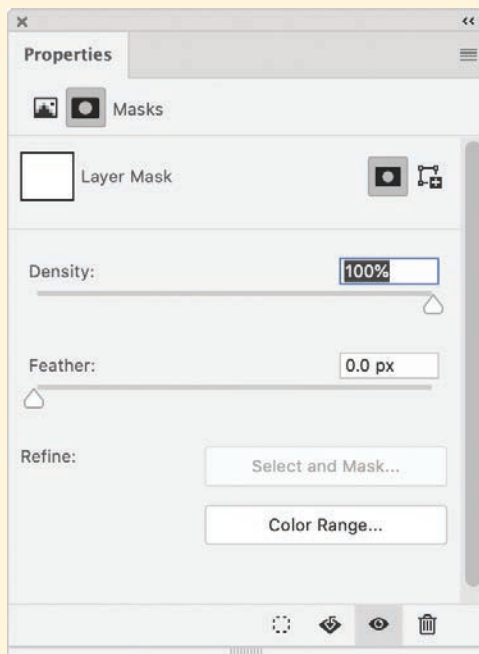 Properties
Masks
Layer Mask
Density:
100%
Feather:
0.0 px
Refine:
Select and Mask...
Color Range...